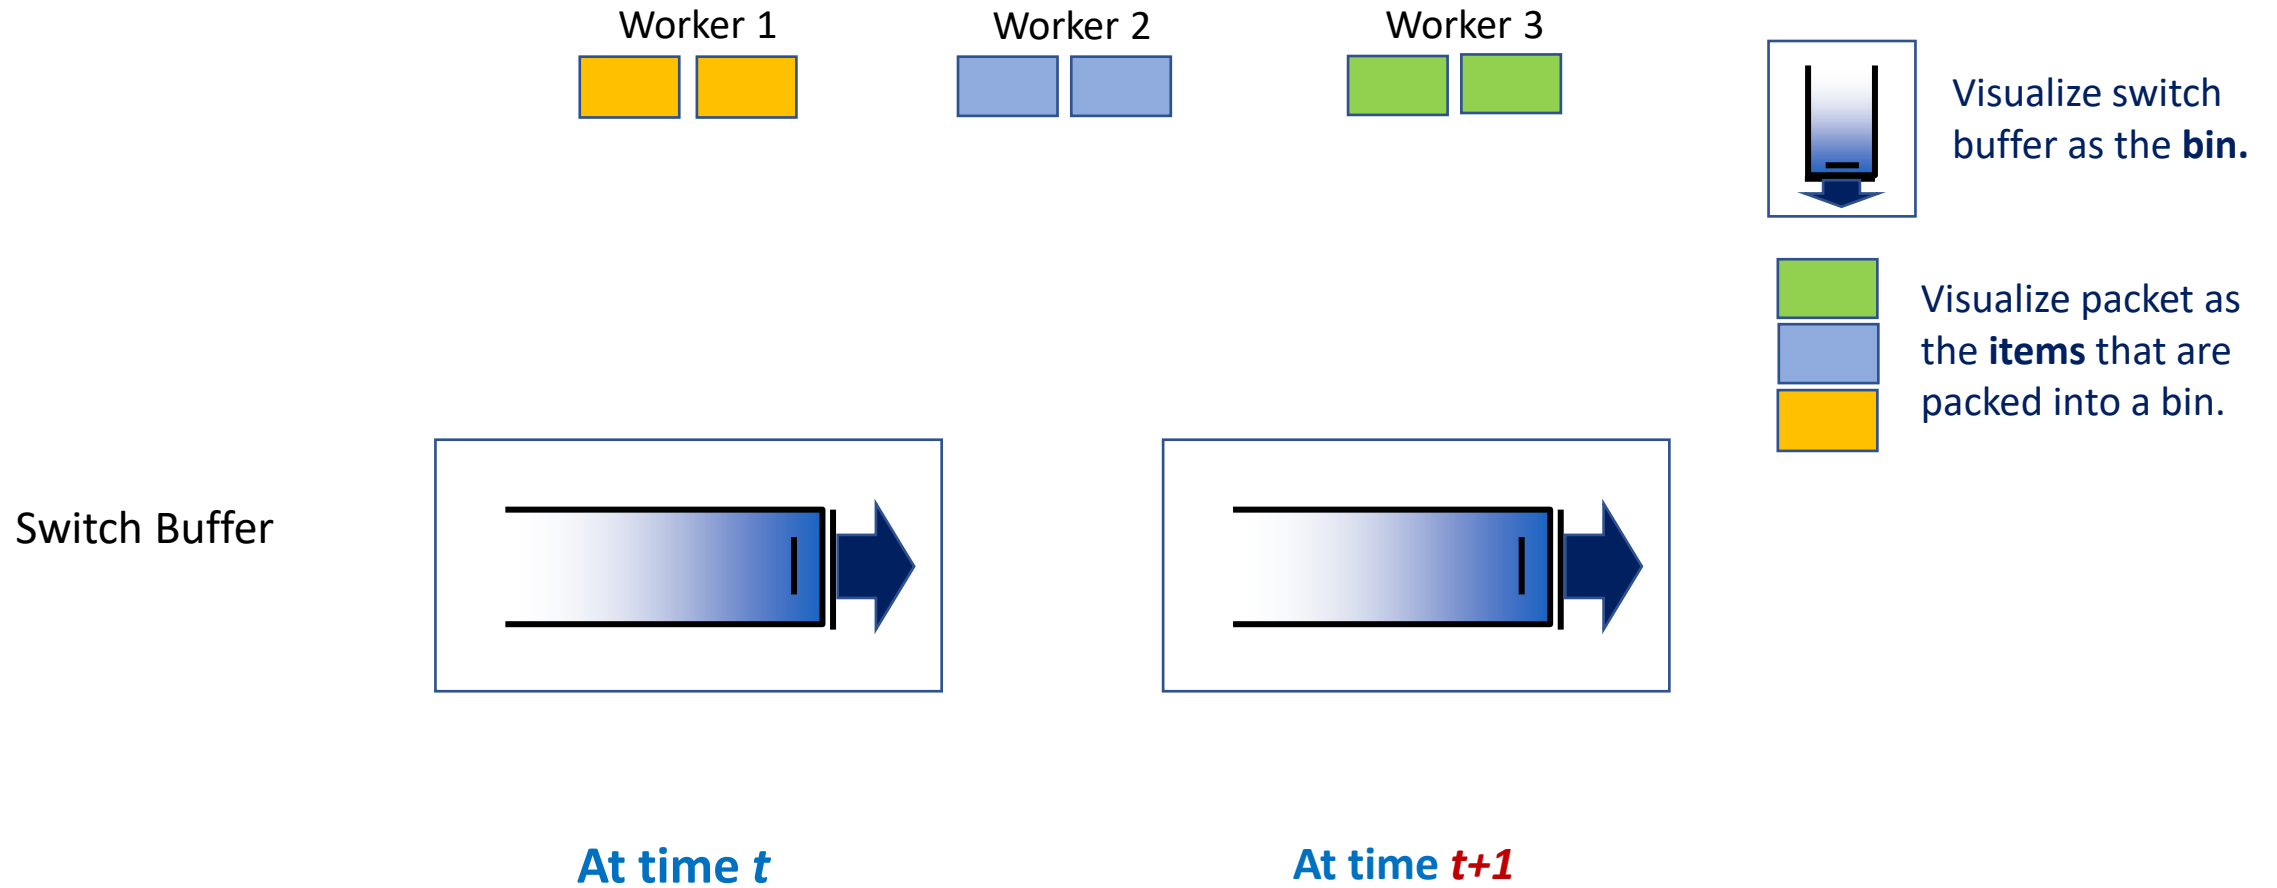 Worker 1
Worker 2
Worker 3
Visualize switch
buffer as the bin.
Visualize packet as
the items that are
packed into a bin.
Switch Buffer
At time t
At time t+1